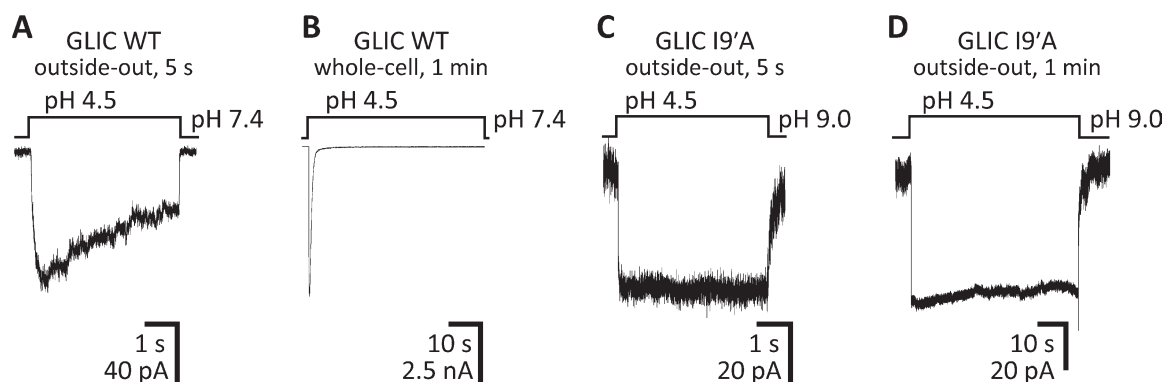 A
GLIC WT
outside-out, 5 s
pH 4.5
pH 7.4
1 s
40 pA
B
GLIC WT
whole-cell, 1 min
pH 4.5
pH 7.4
10 s
2.5 nA
C
GLIC I9′A
outside-out, 5 s
pH 4.5
pH 9.0
1 s
20 pA
D
GLIC I9′A
outside-out, 1 min
pH 4.5
pH 9.0
10 s
20 pA